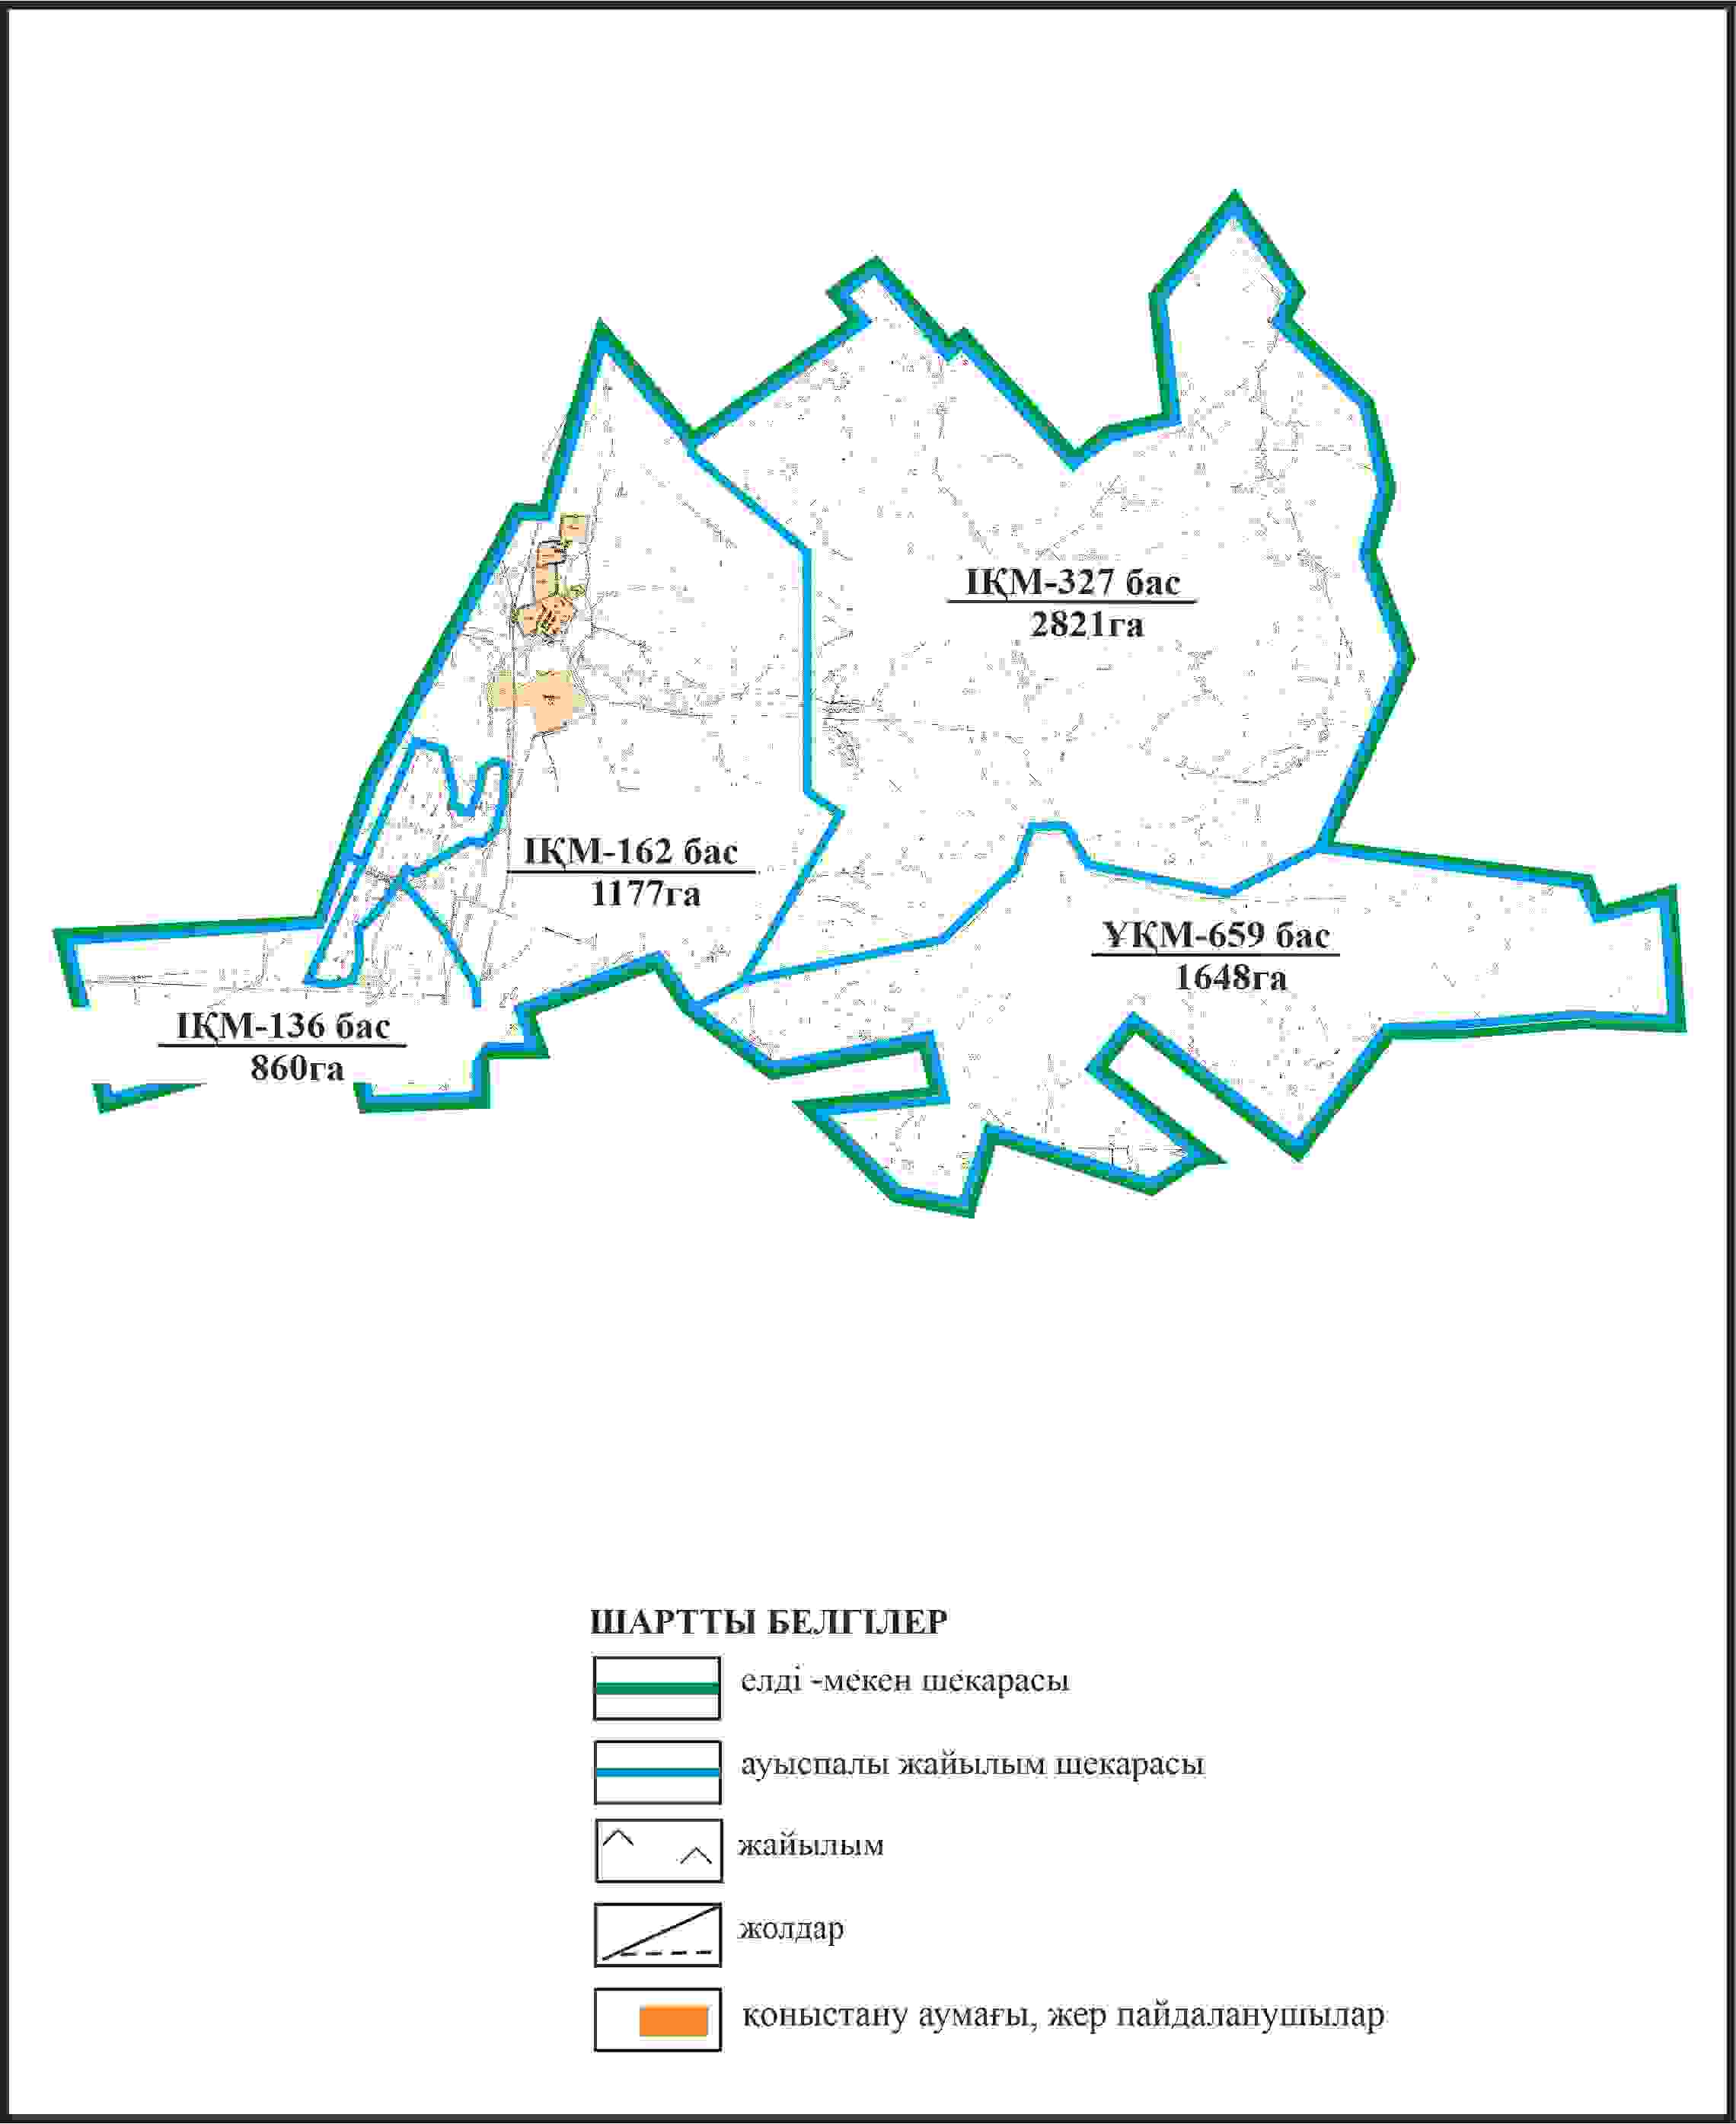 ІҚМ-327 бас
2821га
ІҚМ-162 бас
1177га
ҰҚМ-659 бас
1648га
ІҚМ-136 бас
860га
ШАРТТЫ БЕЛГІЛЕР
елді -мекен шекарасы
ауыспалы жайылым шекарасы
жайылым
жолдар
қоныстану аумағы, жер пайдаланушылар